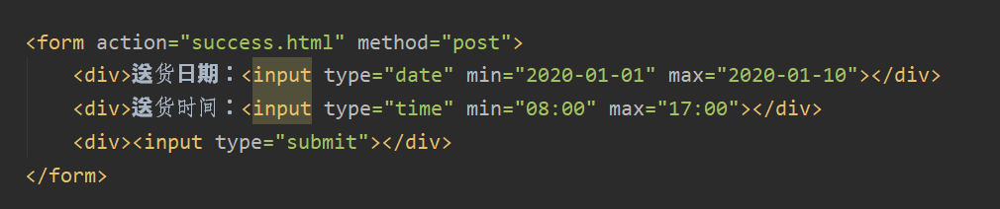 <form action="success.html" method="post">
<div>送货日期：<input type="date" min="2020-01-01" max="2020-01-10"></div>
<div>送货时间：<input type="time" min="08:00" max="17:00"></div>
<div><input type="submit"></div>
</form>